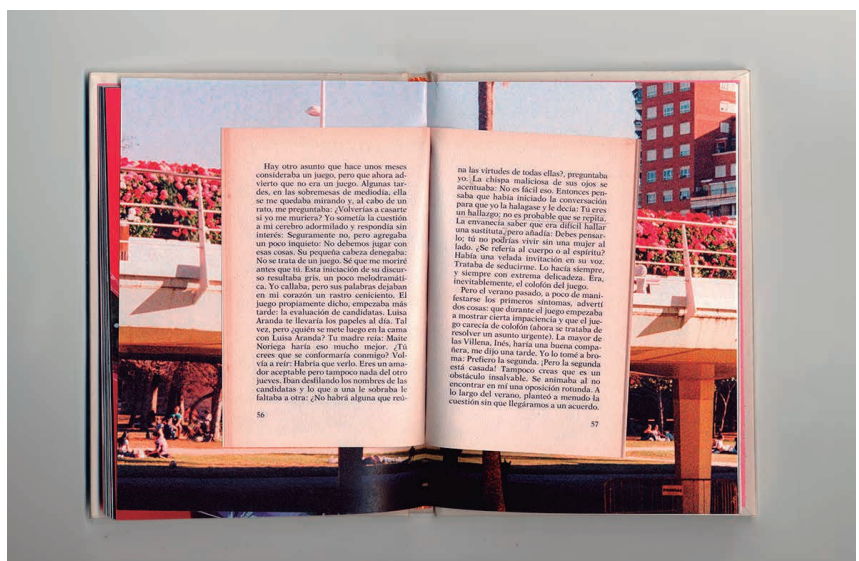 Hay otro asunto que hace unos meses
consideraba un juego, pero que ahora ad-
vierto que no era un juego. Algunas tar-
des, en las sobremesas de mediodía, ella
se me quedaba mirando y, al cabo de un
rato, me preguntaba: ¿Volverías a casarte
si yo me muriera? Yo sometía la cuestión
a mi cerebro adormilado y respondía sin
interés: Seguramente no, pero agregaba
un poco inquieto: No debemos jugar con
esas cosas. Su pequeña cabeza denegaba:
No se trata de un juego. Sé que me moriré
antes que tú. Esta iniciación de su discur-
so resultaba gris, un poco melodramáti-
ca. Yo callaba, pero sus palabras dejaban
en mi corazón un rastro ceniciento. El
juego propiamente dicho, empezaba más
tarde: la evaluación de candidatas. Luisa
Aranda te llevaría los papeles al día. Tal
vez, pero ¿quién se mete luego en la cama
con Luisa Aranda? Tu madre reía: Maite
Noriega haría eso mucho mejor. ¿Tú
crees que se conformaría conmigo? Vol-
vía a reír: Habría que verlo. Eres un ama-
dor aceptable pero tampoco nada del otro
jueves. Iban desfilando los nombres de las
candidatas y lo que a una le sobraba le
faltaba a otra: ¿No habrá alguna que reú-
56
na las virtudes de todas ellas?, preguntaba
yo. La chispa maliciosa de sus ojos se
acentuaba: No es fácil eso. Entonces pen-
saba que había iniciado la conversación
para que yo la halagase y le decía: Tú eres
un hallazgo; no es probable que se repita.
La envanecía saber que era difícil hallar
una sustituta, pero añadía: Debes pensar-
lo; tú no podrías vivir sin una mujer al
lado. ¿Se refería al cuerpo o al espíritu?
Había una velada invitación en su voz.
Trataba de seducirme. Lo hacía siempre,
y siempre con extrema delicadeza. Era,
inevitablemente, el colofón del juego.
Pero el verano pasado, a poco de mani-
festarse los primeros síntomas, advertí
dos cosas: que durante el juego empezaba
a mostrar cierta impaciencia y que el jue-
go carecía de colofón (ahora se trataba de
resolver un asunto urgente). La mayor de
las Villena, Inés, haría una buena compa-
ñera, me dijo una tarde. Yo lo tomé a bro-
ma: Prefiero la segunda. ¡Pero la segunda
está casada! Tampoco creas que es un
obstáculo insalvable. Se animaba al no
encontrar en mí una oposición rotunda. A
lo largo del verano, planteó a menudo la
cuestión sin que llegáramos a un acuerdo.
57